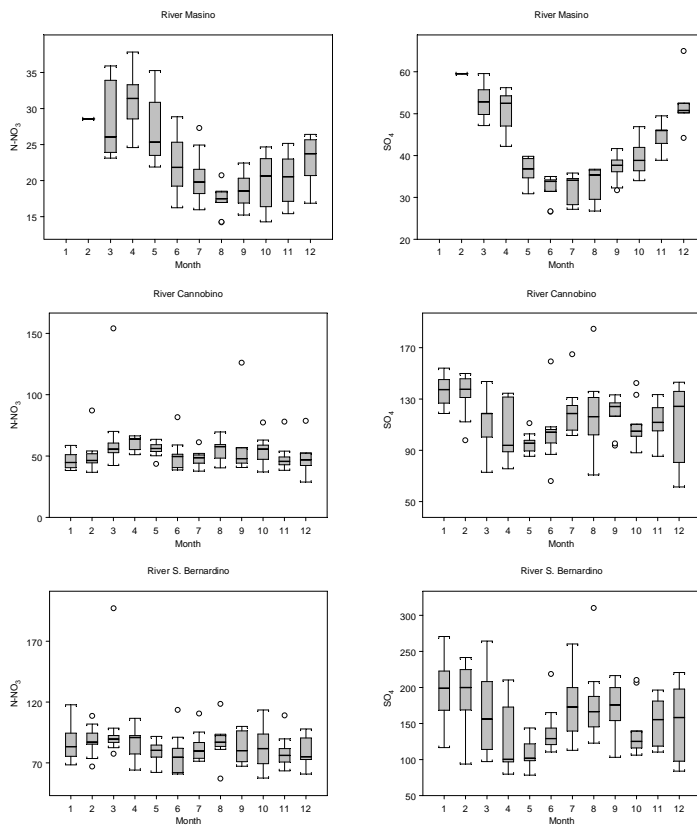 River Masino
N-NO3
35
30
25
20
15
1 2 3 4 5 6 7 8 9 10 11 12
Month
River Masino
SO4
60
50
40
30
20
1 2 3 4 5 6 7 8 9 10 11 12
Month
River Cannobino
N-NO3
150
100
50
0
1 2 3 4 5 6 7 8 9 10 11 12
Month
River Cannobino
SO4
170
130
90
50
1 2 3 4 5 6 7 8 9 10 11 12
Month
River S. Bernardino
N-NO3
170
120
70
1 2 3 4 5 6 7 8 9 10 11 12
Month
River S. Bernardino
SO4
300
250
200
150
100
50
1 2 3 4 5 6 7 8 9 10 11 12
Month